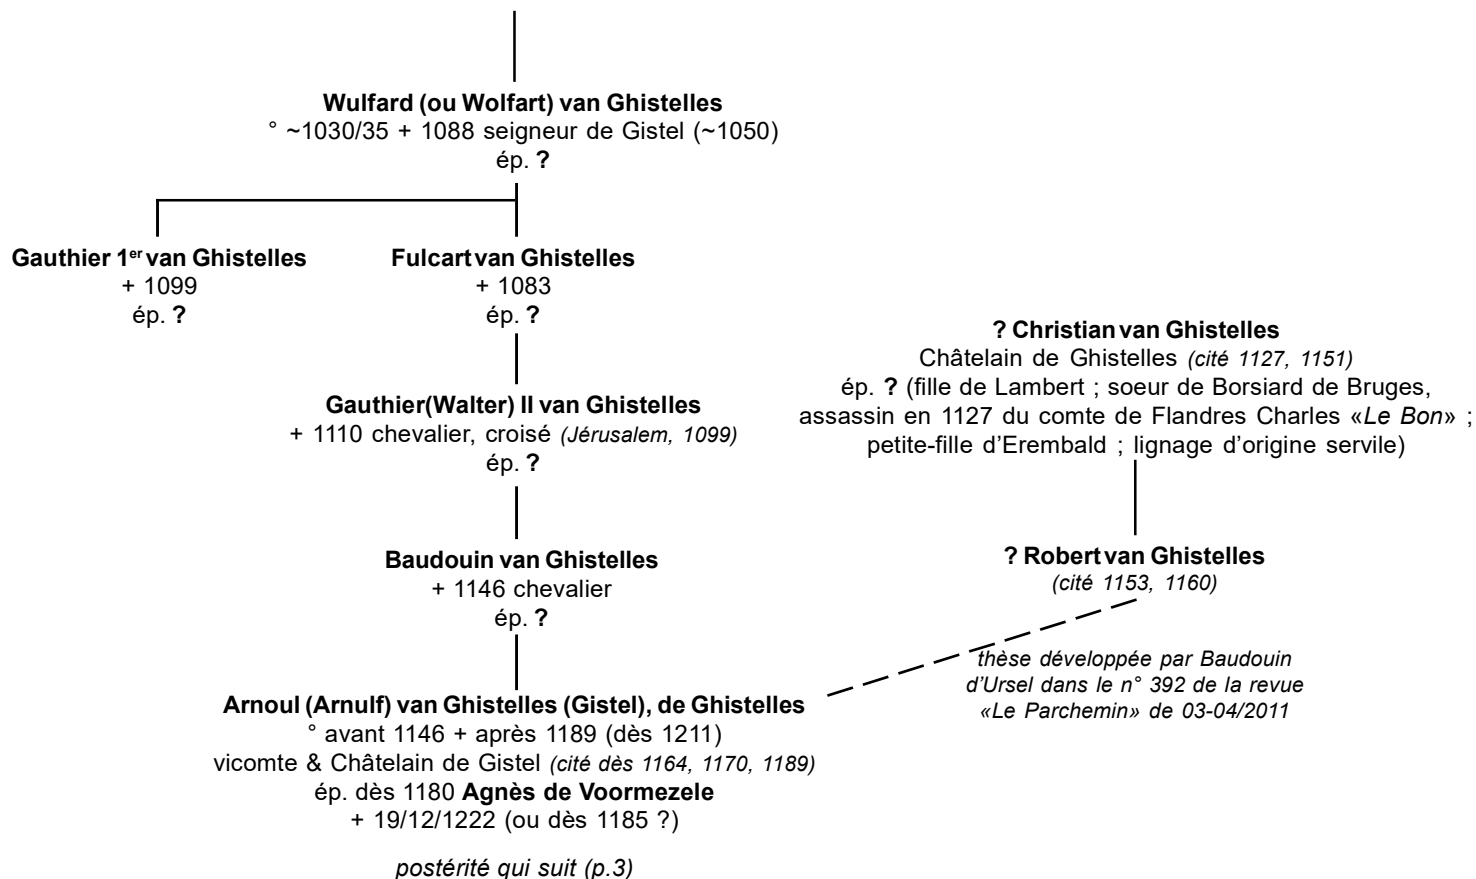 Wulfard (ou Wolfart) van Ghistelles
° ~1030/35 + 1088 seigneur de Gistel (~1050)
ép. ?
Gauthier 1er van Ghistelles
+ 1099
ép. ?
Fulcart van Ghistelles
+ 1083
ép. ?
Gauthier(Walter) II van Ghistelles
+ 1110 chevalier, croisé (Jérusalem, 1099)
ép. ?
Baudouin van Ghistelles
+ 1146 chevalier
ép. ?
? Christian van Ghistelles
Châtelain de Ghistelles (cité 1127, 1151)
ép. ? (fille de Lambert ; soeur de Borsiard de Bruges,
assassin en 1127 du comte de Flandres Charles «Le Bon» ;
petite-fille d'Erembald ; lignage d'origine servile)
? Robert van Ghistelles
(cité 1153, 1160)
thèse développée par Baudouin
d'Ursel dans le n° 392 de la revue
«Le Parchemin» de 03-04/2011
Arnoul (Arnulf) van Ghistelles (Gistel), de Ghistelles
° avant 1146 + après 1189 (dès 1211)
vicomte & Châtelain de Gistel (cité dès 1164, 1170, 1189)
ép. dès 1180 Agnès de Voormezele
+ 19/12/1222 (ou dès 1185 ?)
postérité qui suit (p.3)